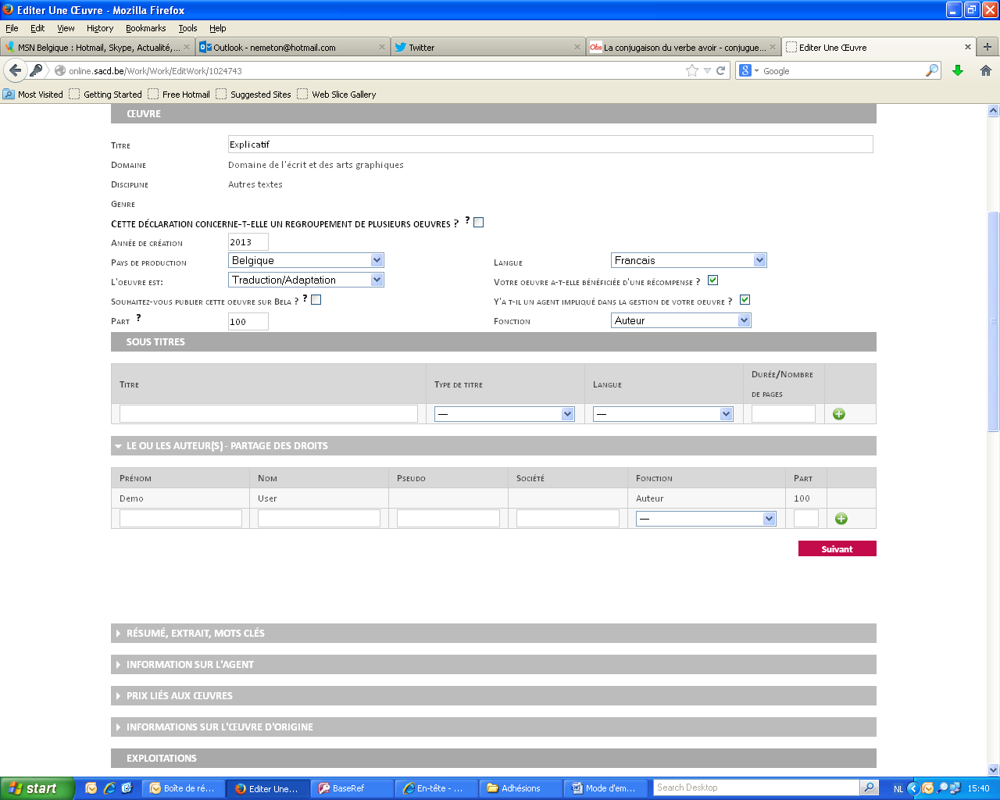 Editer Une Œuvre - Mozilla Firefox
File Edit View History Bookmarks Tools Help
MSN Belgique : Hotmail, Skype, Actualité,... Outlook - nemeton@hotmail.com Twitter Obs La conjugaison du verbe avoir - conjugue... Editer Une Œuvre
online.sacd.be/Work/Work/EditWork/1024743 Google
Most Visited Getting Started Free Hotmail Suggested Sites Web Slice Gallery
ŒUVRE
Titre Explicatif
Domaine Domaine de l'écrit et des arts graphiques
Discipline Autres textes
Genre
Cette déclaration concerne-t-elle un regroupement de plusieurs oeuvres ? ?
Année de création 2013
Pays de production Belgique Langue Francais
L'oeuvre est: Traduction/Adaptation Votre oeuvre a-t-elle bénéficiée d'une récompense ?
Souhaitez-vous publier cette oeuvre sur Bela ? ? Y'a t-il un agent impliqué dans la gestion de votre oeuvre ?
Part ? 100 Fonction Auteur
SOUS TITRES
Titre Type de titre Langue Durée/Nombre de pages
— —
LE OU LES AUTEUR(S) - PARTAGE DES DROITS
Prénom Nom Pseudo Société Fonction Part
Demo User Auteur 100
—
Suivant
RÉSUMÉ, EXTRAIT, MOTS CLÉS
INFORMATION SUR L'AGENT
PRIX LIÉS AUX ŒUVRES
INFORMATIONS SUR L'ŒUVRE D'ORIGINE
EXPLOITATIONS
start Boîte de ré... Editer Une... BaseRef En-tête - ... Adhésions Mode d'em... Search Desktop NL 15:40